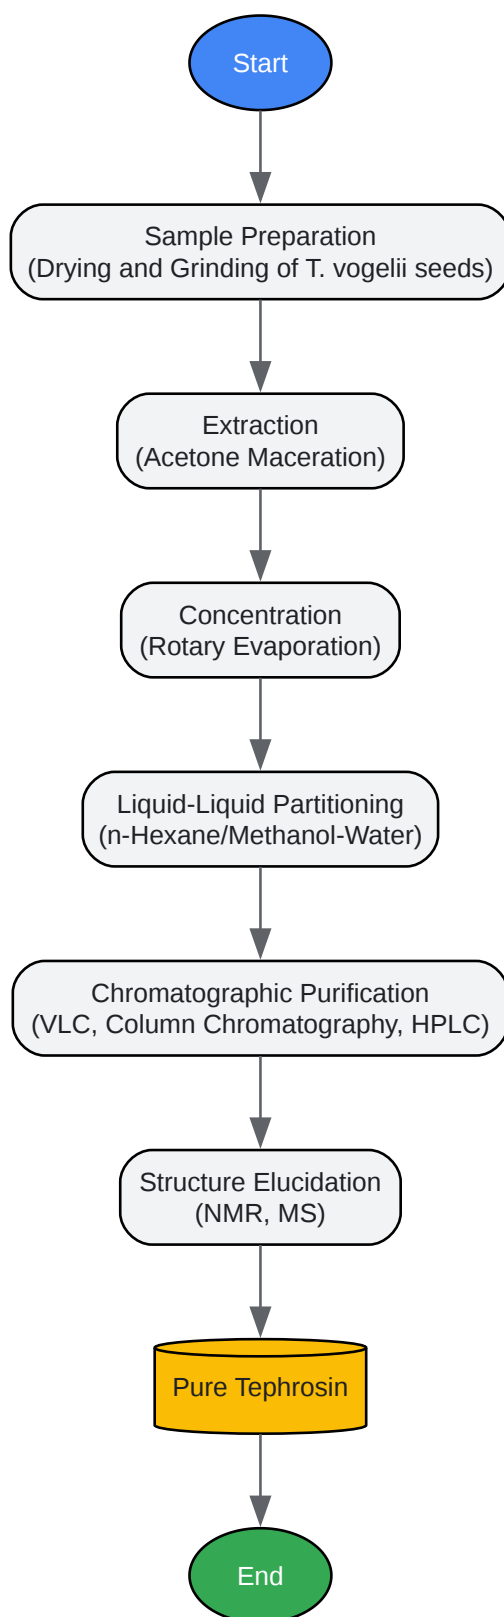 Start
Sample Preparation
(Drying and Grinding of T. vogelii seeds)
Extraction
(Acetone Maceration)
Concentration
(Rotary Evaporation)
Liquid-Liquid Partitioning
(n-Hexane/Methanol-Water)
Chromatographic Purification
(VLC, Column Chromatography, HPLC)
Structure Elucidation
(NMR, MS)
Pure Tephrosin
End